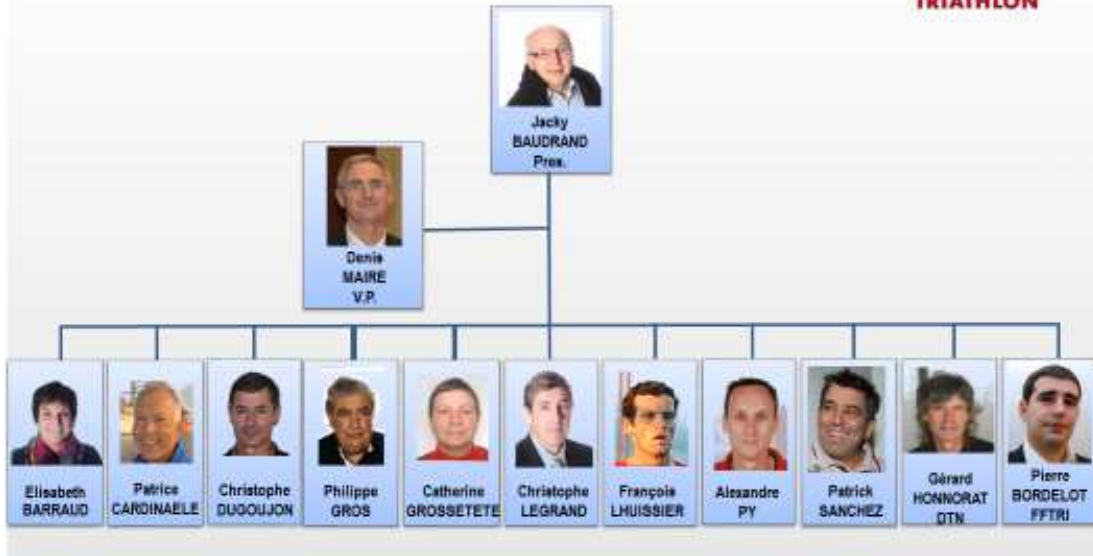 TRIATHLON
Jacky
BAUDRAND
Pres.
Denis
MAIRE
V.P.
Elisabeth
BARRAUD
Patrice
CARDINAELE
Christophe
DUGOUJON
Philippe
GROS
Catherine
GROSSETETE
Christophe
LEGRAND
François
LHUISSIER
Alexandre
PY
Patrick
SANCHEZ
Gérard
HONNORAT
DTN
Pierre
BORDELOT
FFTRI